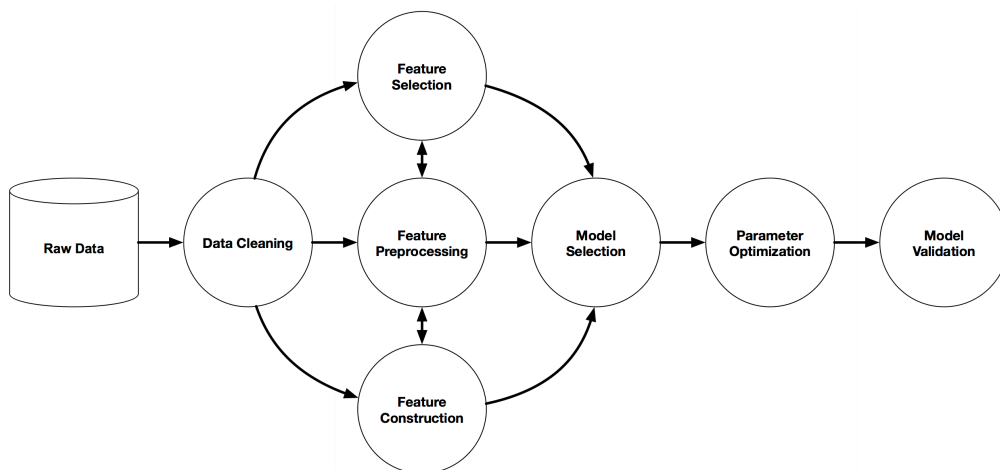 Feature
Selection
Raw Data
Data Cleaning
Feature
Preprocessing
Model
Selection
Parameter
Optimization
Model
Validation
Feature
Construction